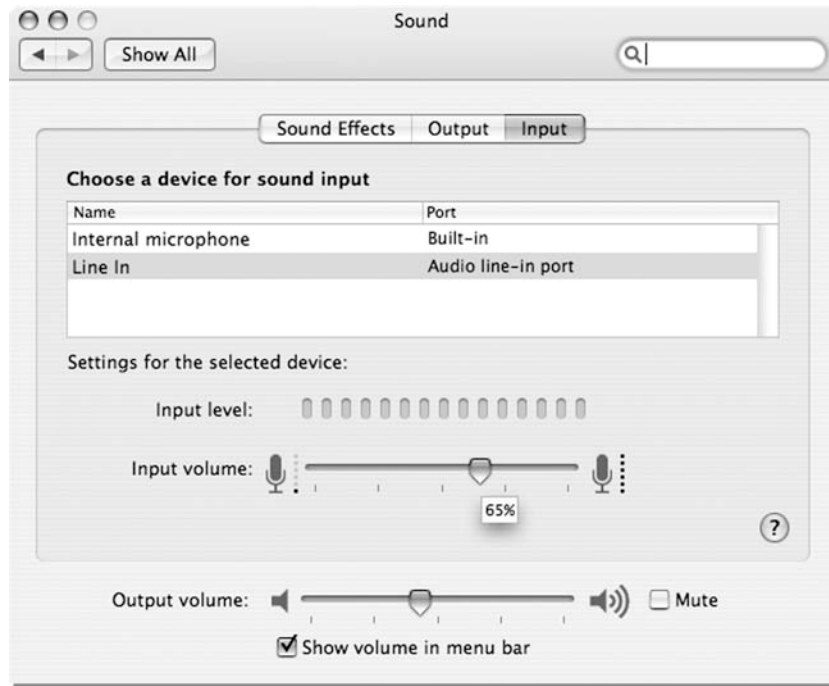 Sound
Show All
Sound Effects Output Input
Choose a device for sound input
Name Port
Internal microphone Built-in
Line In Audio line-in port
Settings for the selected device:
Input level:
Input volume:
65%
?
Output volume: Mute
Show volume in menu bar